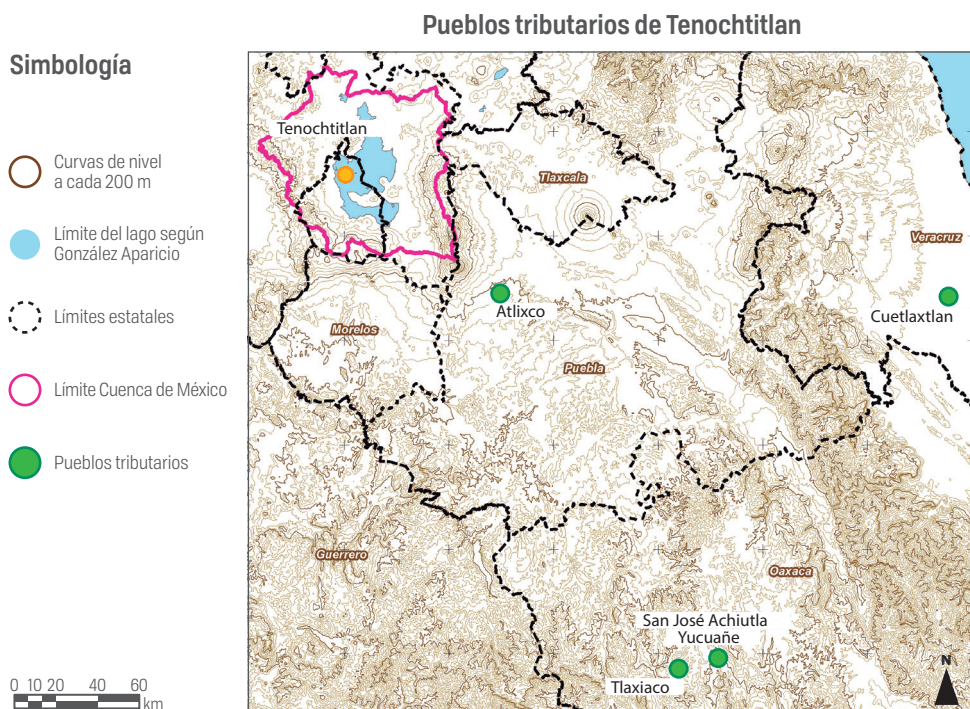 Pueblos tributarios de Tenochtitlan
Simbología
Curvas de nivel
a cada 200 m
Límite del lago según
González Aparicio
Límites estatales
Límite Cuenca de México
Pueblos tributarios
0 10 20 40 60
km
Tenochtitlan
Tlaxcala
Veracruz
Atlixco
Cuetlaxtlan
Morelos
Puebla
Guerrero
Oaxaca
San José Achiutla
Yucuañe
Tlaxiaco
N